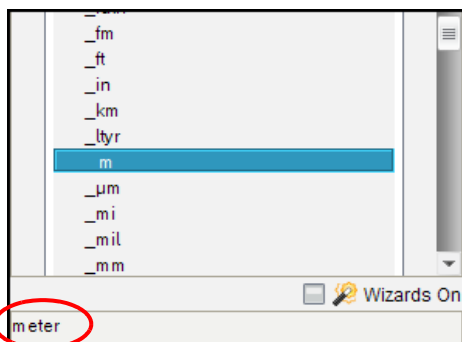 _fm
_ft
_in
_km
_ltyr
_m
_µm
_mi
_mil
_mm
Wizards On
meter